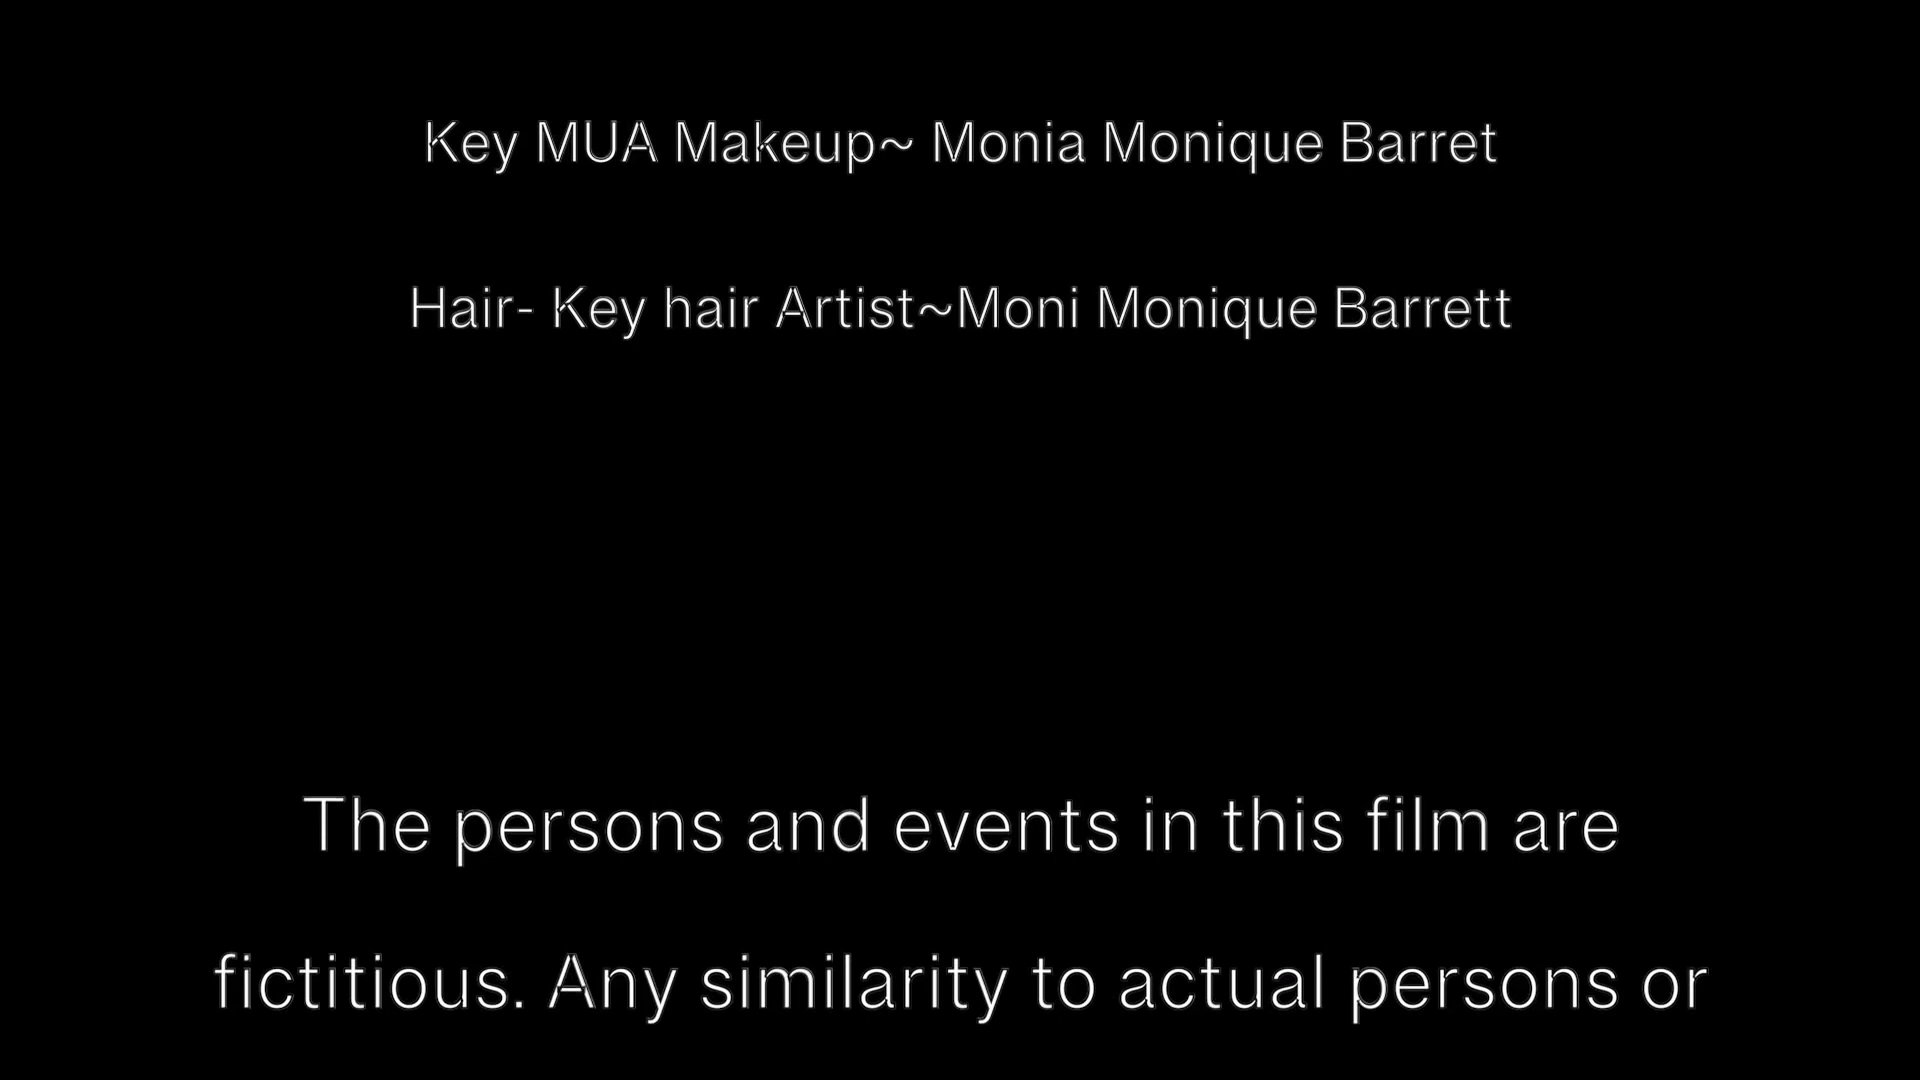 Key MUA Makeup~ Monia Monique Barret
Hair- Key hair Artist~Moni Monique Barrett
The persons and events in this film are
fictitious. Any similarity to actual persons or